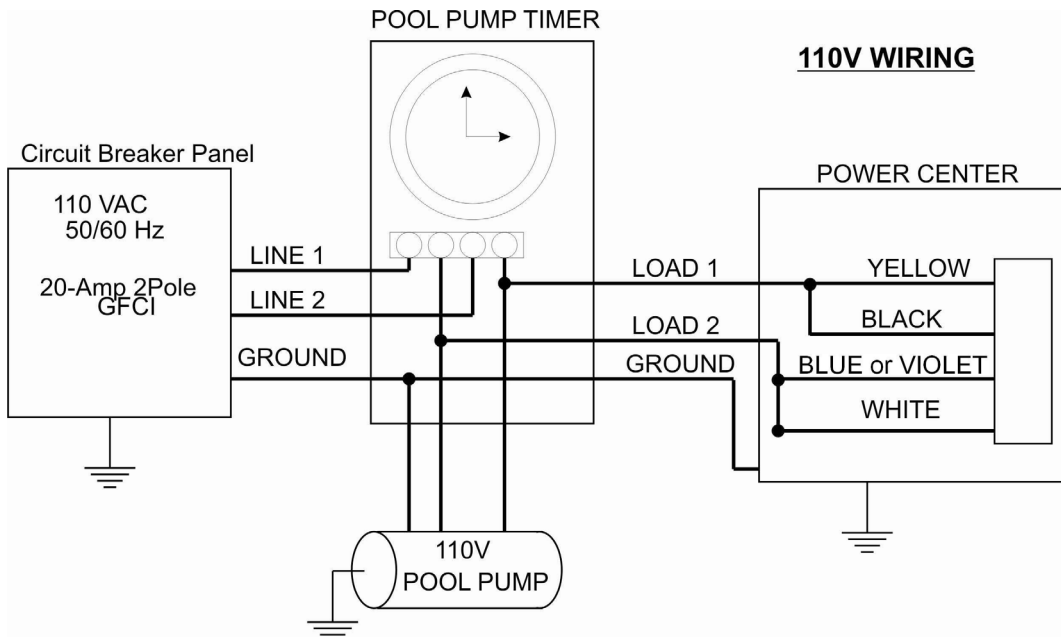 POOL PUMP TIMER
110V WIRING
Circuit Breaker Panel
110 VAC
50/60 Hz
20-Amp 2Pole
GFCI
LINE 1
LINE 2
GROUND
POWER CENTER
LOAD 1
YELLOW
BLACK
LOAD 2
GROUND
BLUE or VIOLET
WHITE
110V
POOL PUMP